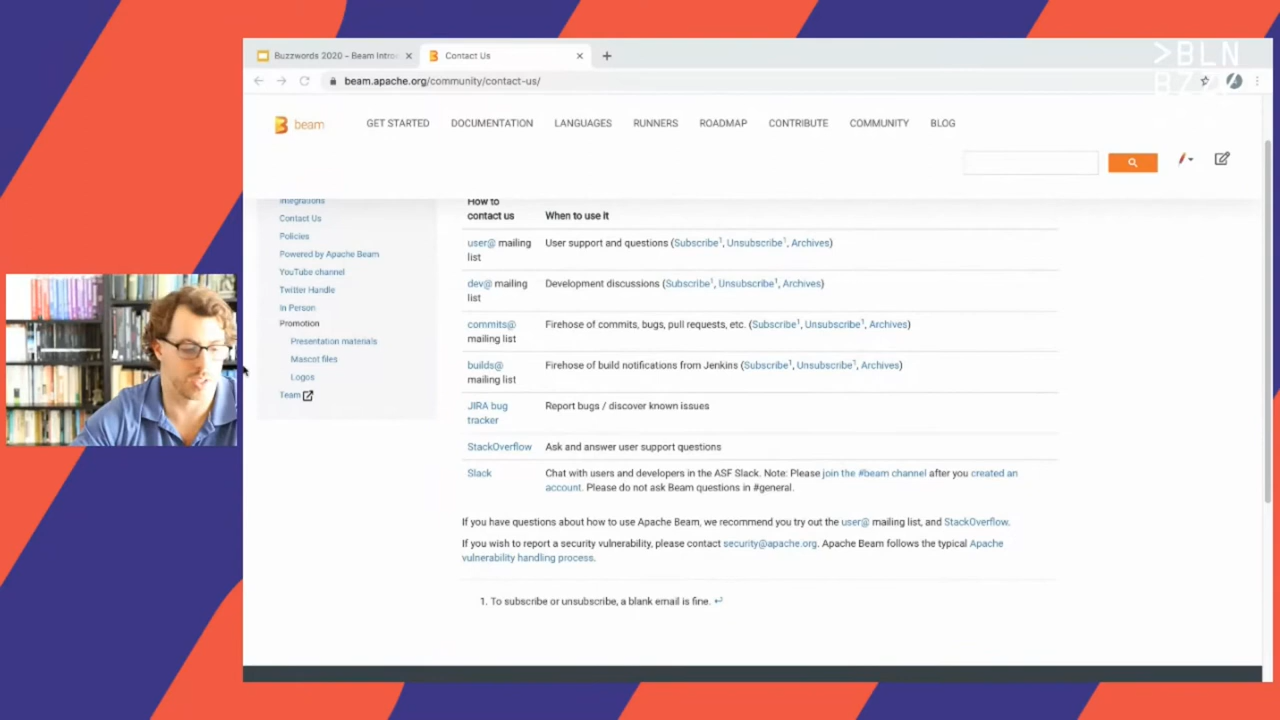 Buzzwords 2020 - Beam Intro
Contact Us
>BLN
beam.apache.org/community/contact-us/
beam
GET STARTED
DOCUMENTATION
LANGUAGES
RUNNERS
ROADMAP
CONTRIBUTE
COMMUNITY
BLOG
Integrations
Contact Us
Policies
Powered by Apache Beam
YouTube channel
Twitter Handle
In Person
Promotion
Presentation materials
Mascot files
Logos
Team
How to
contact us
When to use it
user@ mailing
list
User support and questions (Subscribe1, Unsubscribe1, Archives)
dev@ mailing
list
Development discussions (Subscribe1, Unsubscribe1, Archives)
commits@
mailing list
Firehose of commits, bugs, pull requests, etc. (Subscribe1, Unsubscribe1, Archives)
builds@
mailing list
Firehose of build notifications from Jenkins (Subscribe1, Unsubscribe1, Archives)
JIRA bug
tracker
Report bugs / discover known issues
StackOverflow
Ask and answer user support questions
Slack
Chat with users and developers in the ASF Slack. Note: Please join the #beam channel after you created an
account. Please do not ask Beam questions in #general.
If you have questions about how to use Apache Beam, we recommend you try out the user@ mailing list, and StackOverflow.
If you wish to report a security vulnerability, please contact security@apache.org. Apache Beam follows the typical Apache
vulnerability handling process.
1. To subscribe or unsubscribe, a blank email is fine. ↩